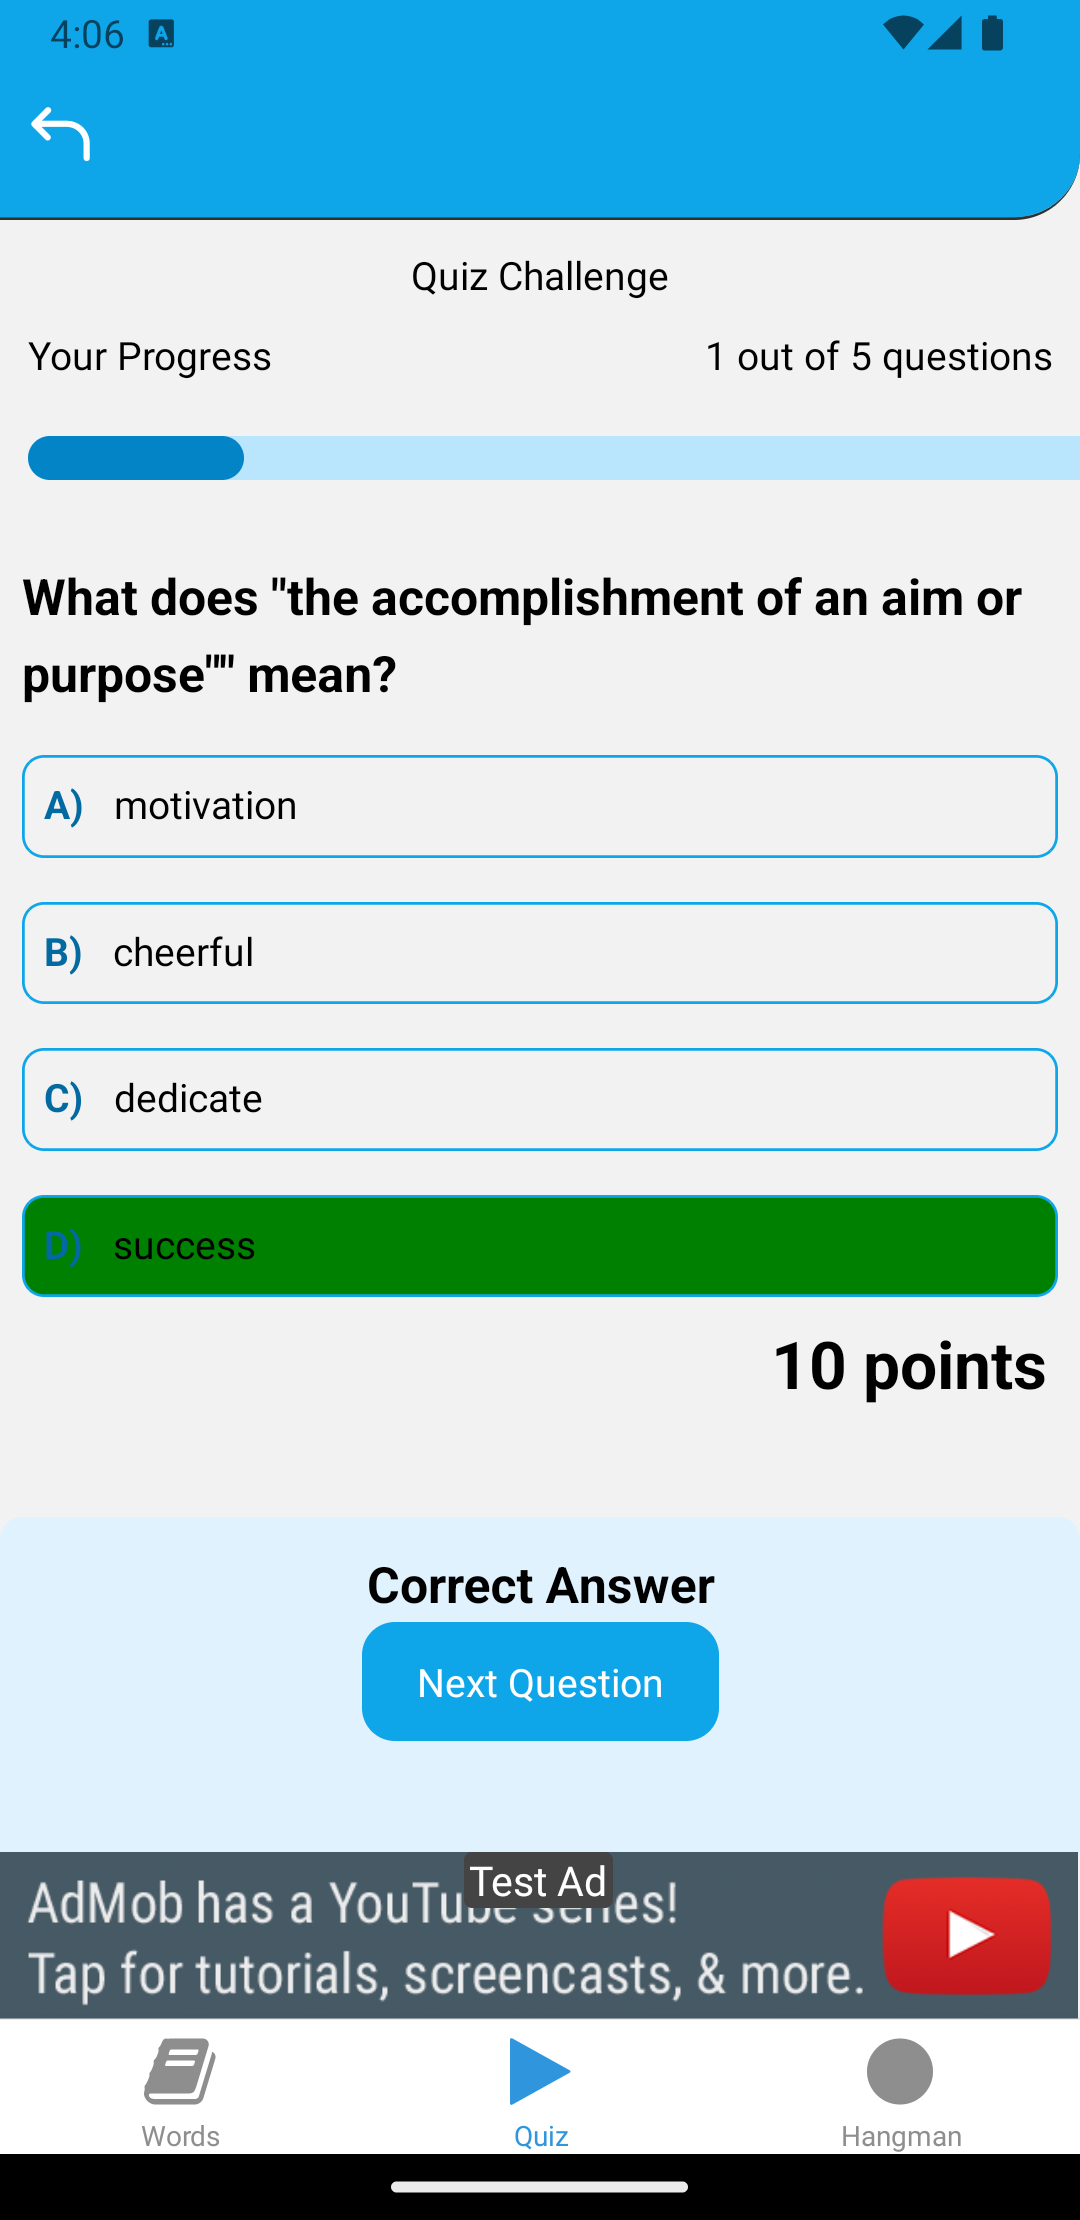 4:06
Quiz Challenge
Your Progress
1 out of 5 questions
What does "the accomplishment of an aim or
purpose"" mean?
A) motivation
B) cheerful
C) dedicate
D) success
10 points
Correct Answer
Next Question
Test Ad
AdMob has a YouTube series!
Tap for tutorials, screencasts, & more.
Words
Quiz
Hangman